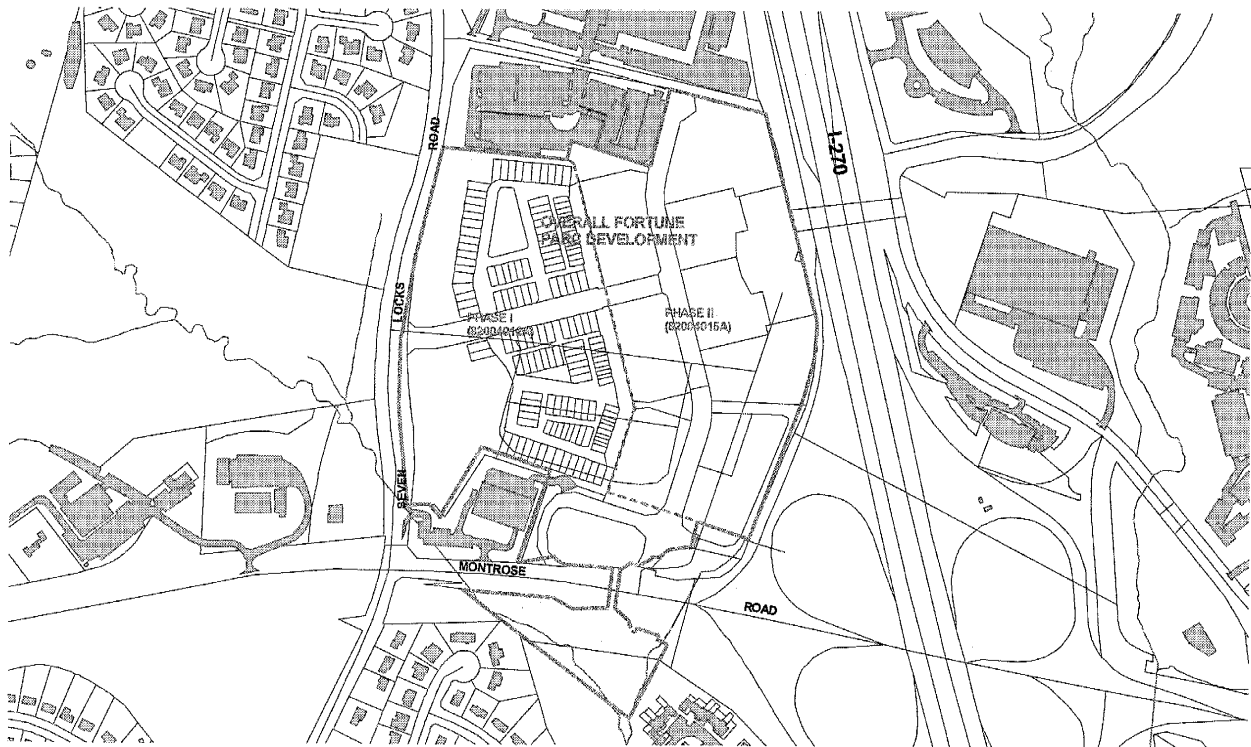 ROAD
I-270
OVERALL FORTUNE
PARC DEVELOPMENT
LOCKS
PHASE I
PHASE II
(82004015A)
SEVEN
MONTROSE
ROAD